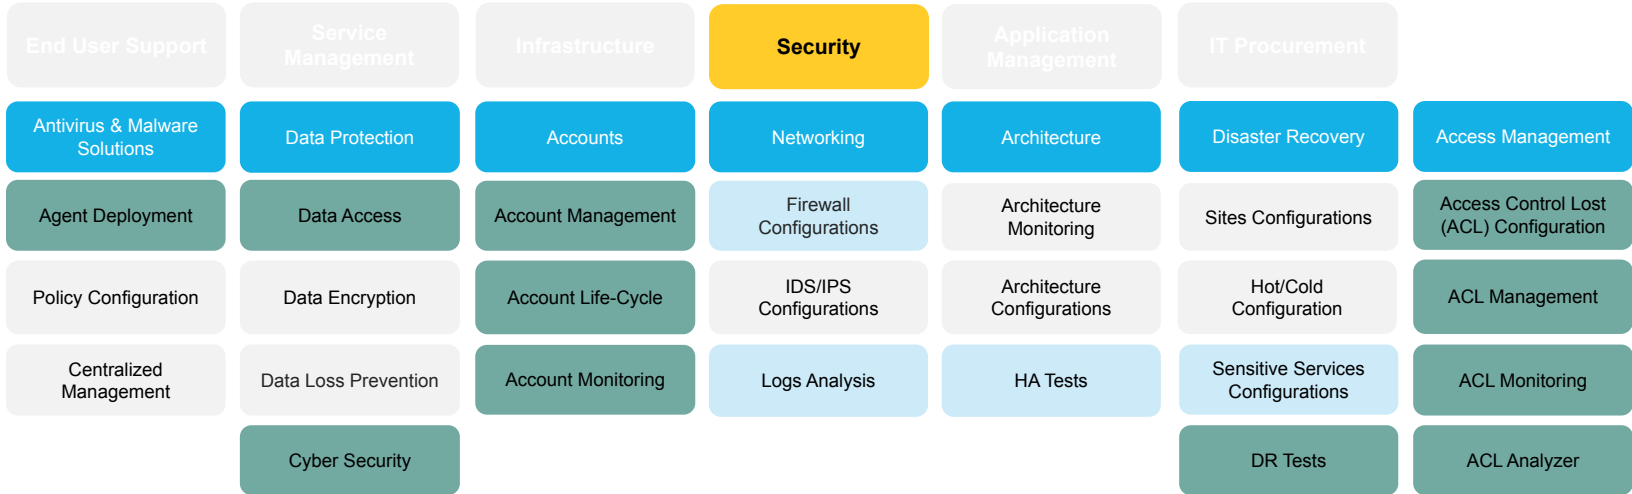 End User Support
Service
Management
Infrastructure
Security
Application
Management
IT Procurement
Antivirus & Malware
Solutions
Data Protection
Accounts
Networking
Architecture
Disaster Recovery
Access Management
Agent Deployment
Data Access
Account Management
Firewall
Configurations
Architecture
Monitoring
Sites Configurations
Access Control Lost
(ACL) Configuration
Policy Configuration
Data Encryption
Account Life-Cycle
IDS/IPS
Configurations
Architecture
Configurations
Hot/Cold
Configuration
ACL Management
Centralized
Management
Data Loss Prevention
Account Monitoring
Logs Analysis
HA Tests
Sensitive Services
Configurations
ACL Monitoring
Cyber Security
DR Tests
ACL Analyzer